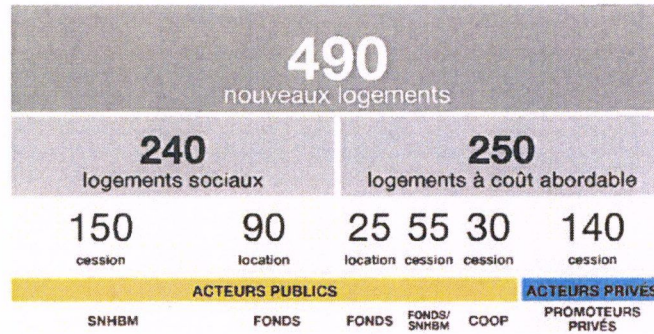 490
nouveaux logements
240 250
logements sociaux logements à coût abordable
150 90 25 55 30 140
cession location location cession cession cession
ACTEURS PUBLICS ACTEURS PRIVÉS
SNHBM FONDS FONDS FONDS/SNHBM COOP PROMOTEURS PRIVÉS